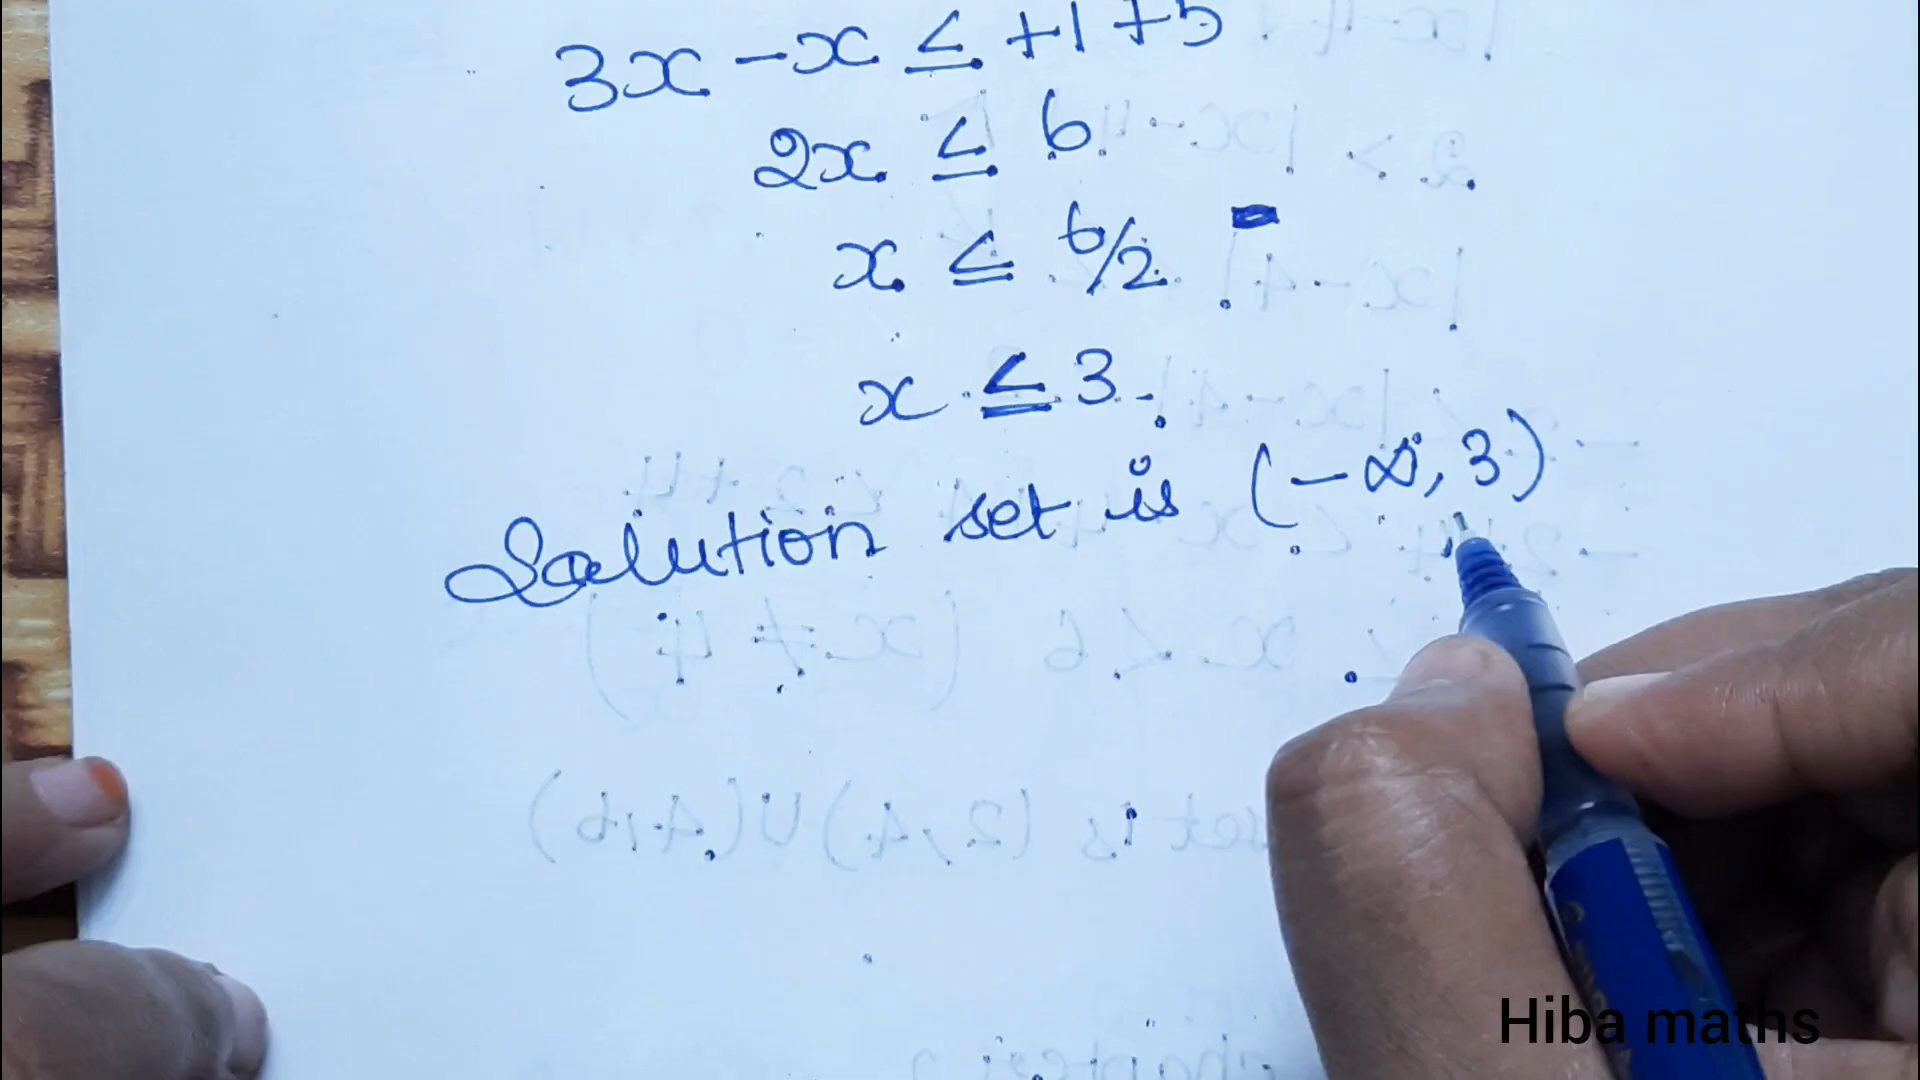 3x - x ≤ +1 +5
2x ≤ 6
x ≤ 6/2
x ≤ 3.
Solution set is (-∞, 3)
Hiba maths